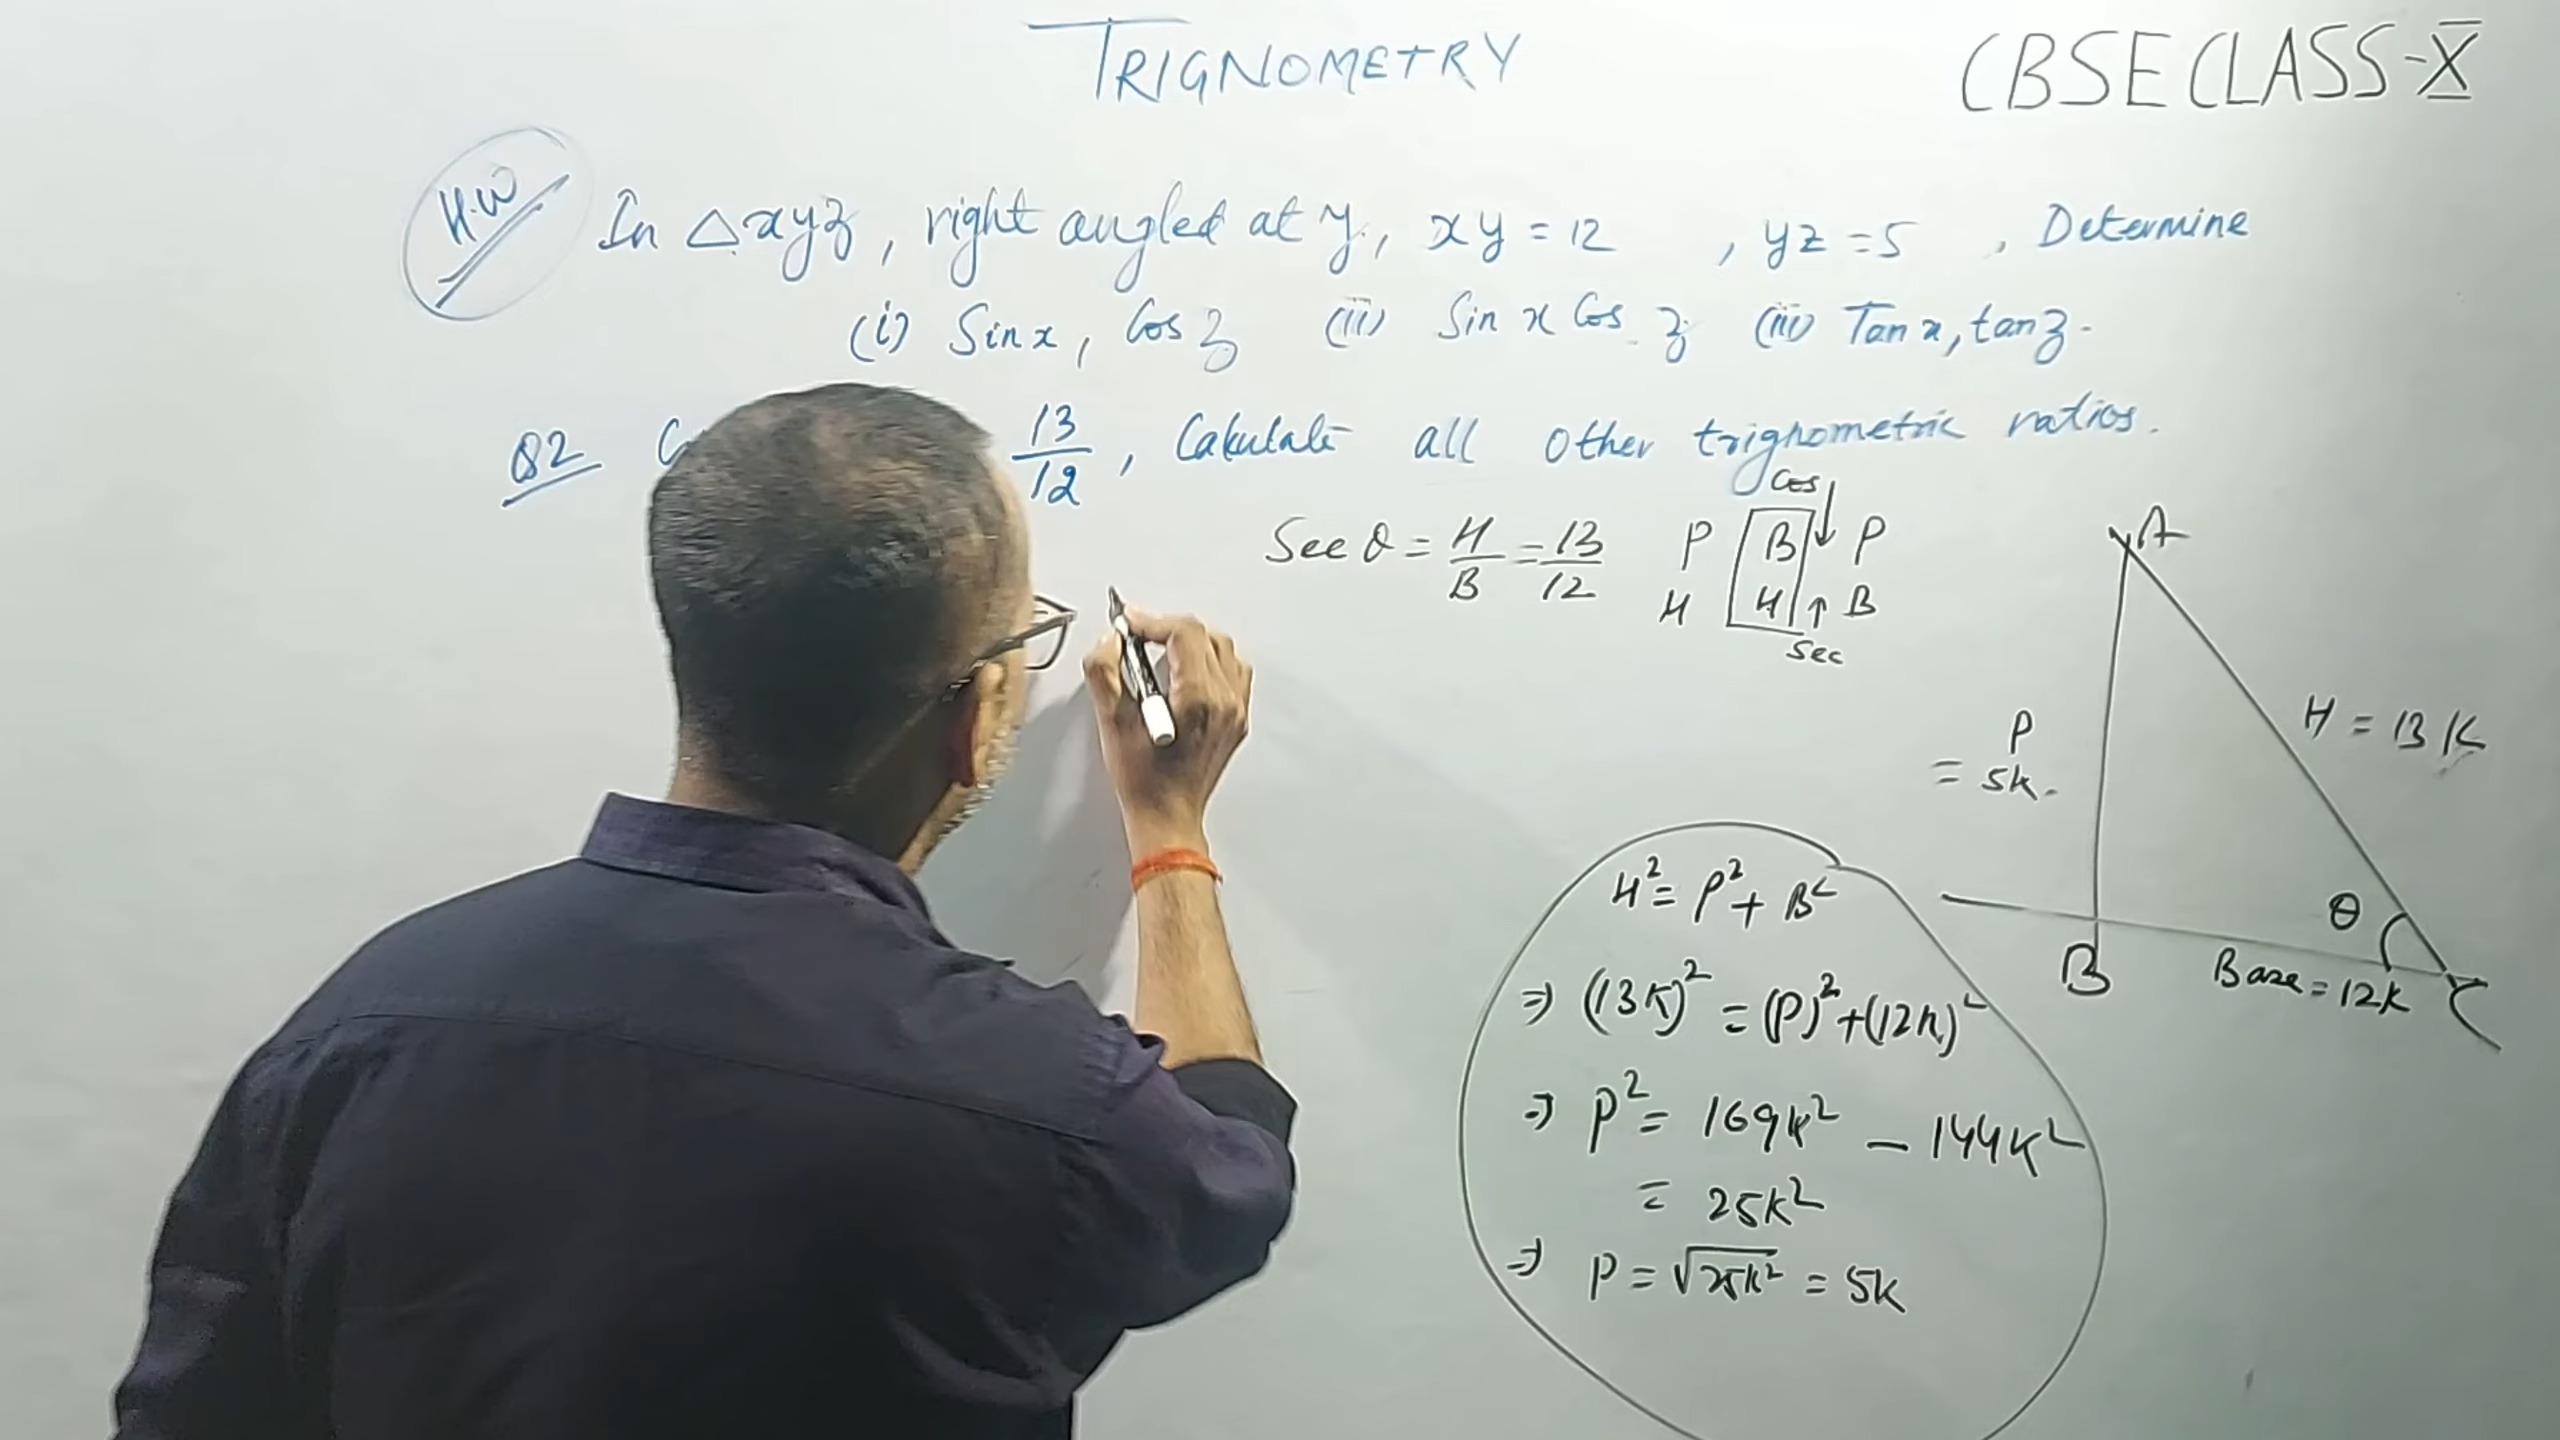 TRIGNOMETRY
CBSE CLASS-X
H.W
In △xyz, right angled at y, xy = 12 , yz = 5 , Determine
(i) Sin x, Cos z (ii) Sin x Cos z (iii) Tan x, tan z.
Q2 13/12, Calculate all other trignometric ratios.
Sec θ = H/B = 13/12
Cos
P B P
H H B
Sec
A
P
= 5k.
H = 13K
θ
B
Base = 12k
C
H² = P² + B²
⇒ (13k)² = (P)² + (12k)²
⇒ P² = 169k² - 144k²
= 25k²
⇒ P = √25k² = 5k